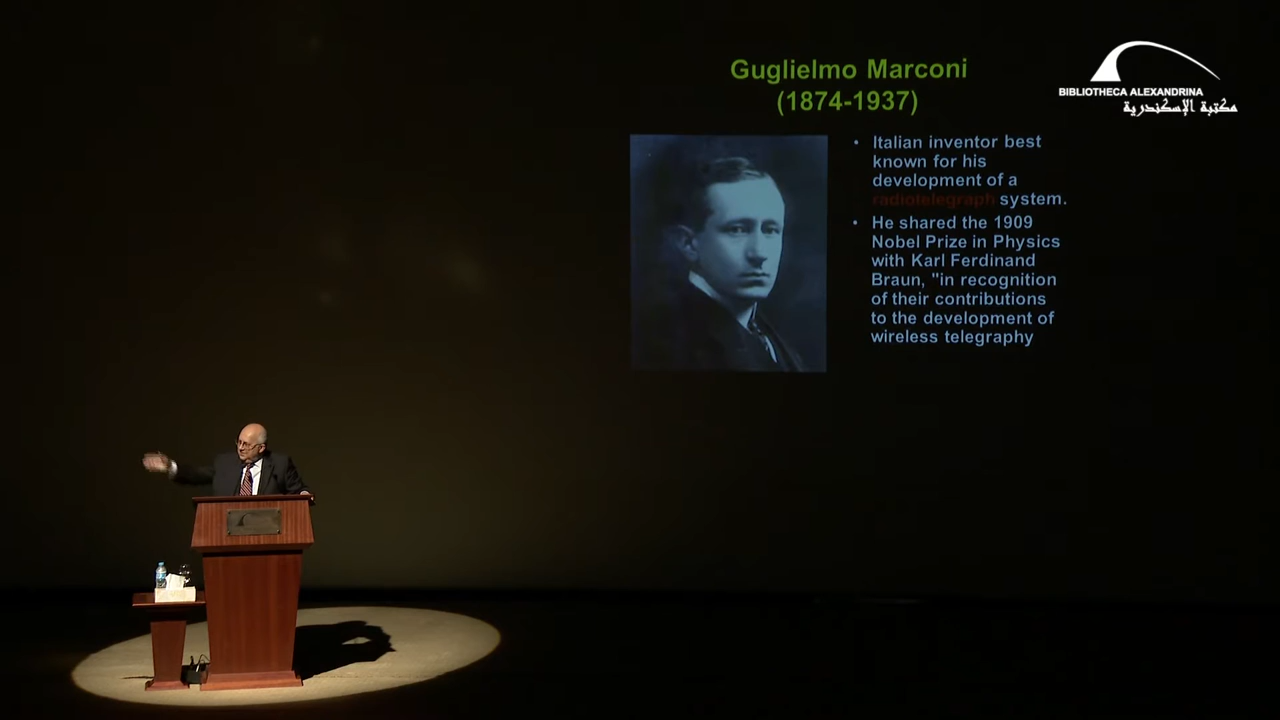 Guglielmo Marconi
(1874-1937)
BIBLIOTHECA ALEXANDRINA
مكتبة الإسكندرية
• Italian inventor best
known for his
development of a
radiotelegraph system.
• He shared the 1909
Nobel Prize in Physics
with Karl Ferdinand
Braun, "in recognition
of their contributions
to the development of
wireless telegraphy